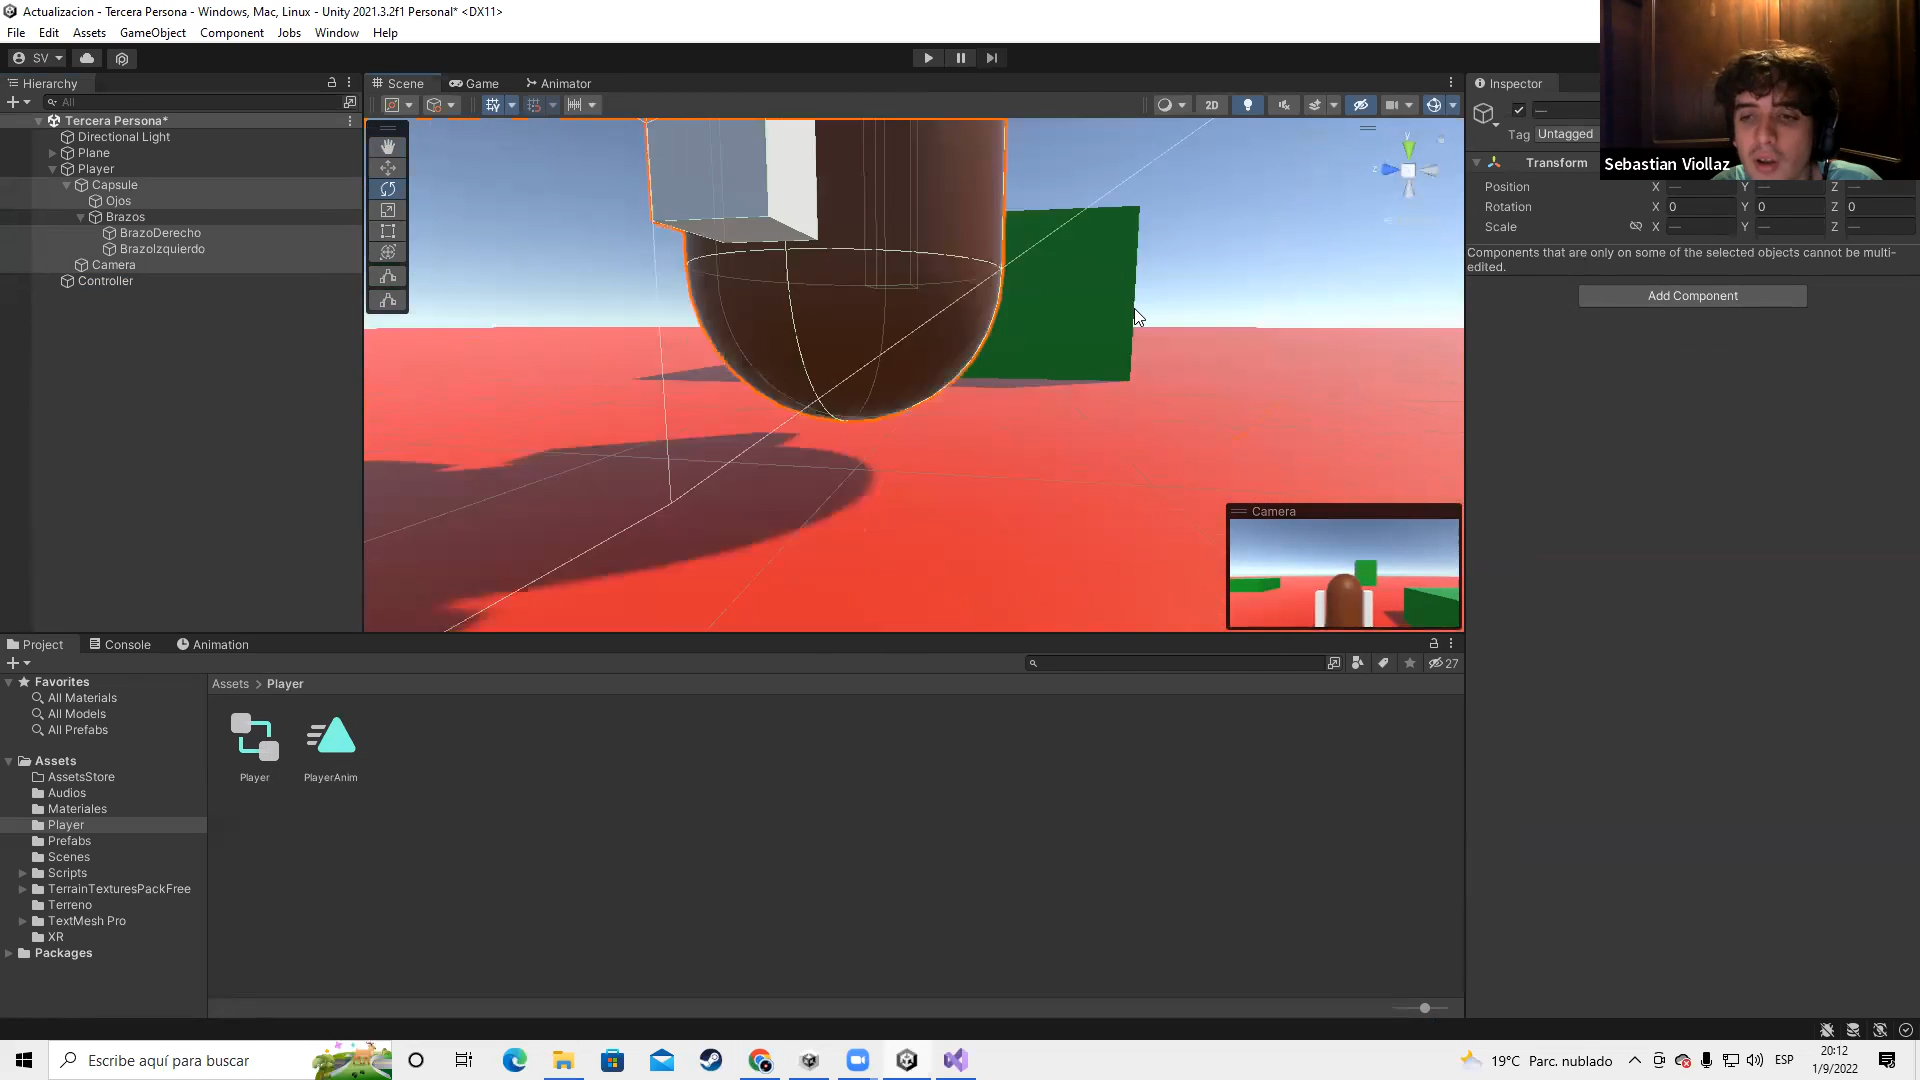 Actualizacion - Tercera Persona - Windows, Mac, Linux - Unity 2021.3.2f1 Personal* <DX11>
File Edit Assets GameObject Component Jobs Window Help
SV
Hierarchy
All
Tercera Persona*
Directional Light
Plane
Player
Capsule
Ojos
Brazos
BrazoDerecho
BrazoIzquierdo
Camera
Controller
Scene Game Animator
2D
y
z
Camera
Inspector
—
Tag Untagged
Sebastian Viollaz
Transform
Position X — Y — Z —
Rotation X 0 Y 0 Z 0
Scale X — Y — Z —
Components that are only on some of the selected objects cannot be multi-
edited.
Add Component
Project Console Animation
27
Favorites
All Materials
All Models
All Prefabs
Assets
AssetsStore
Audios
Materiales
Player
Prefabs
Scenes
Scripts
TerrainTexturesPackFree
Terreno
TextMesh Pro
XR
Packages
Assets > Player
Player
PlayerAnim
Escribe aquí para buscar
19°C Parc. nublado
ESP
20:12
1/9/2022